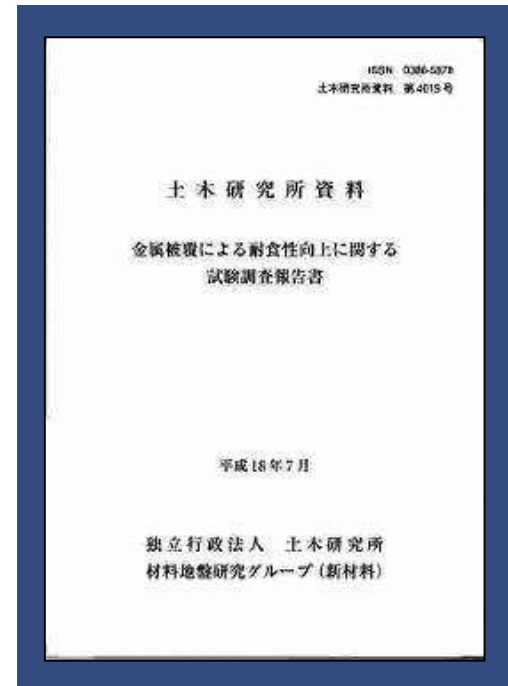 ISSN 0386-5878
土木研究所資料 第4019号
土木研究所資料
金属被覆による耐食性向上に関する
試験調査報告書
平成18年7月
独立行政法人 土木研究所
材料地盤研究グループ(新材料)